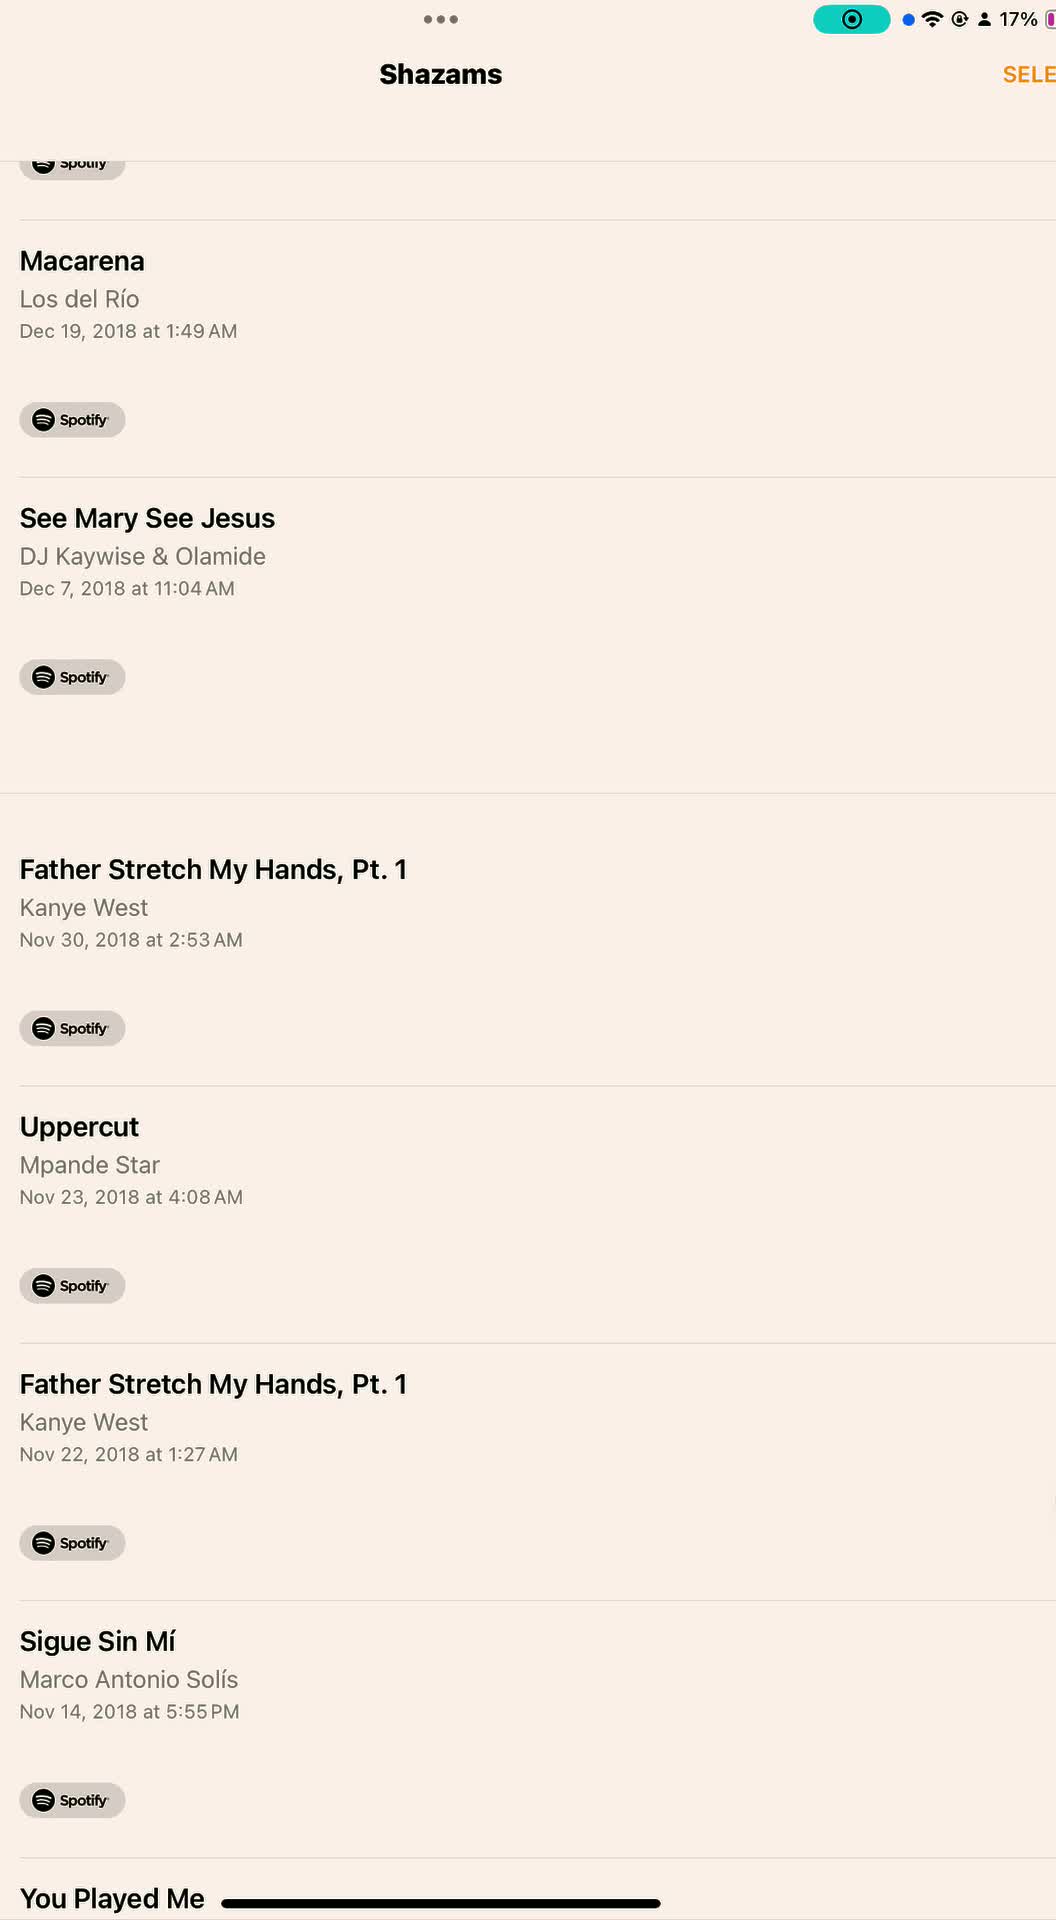 17%
Shazams
SELE
Spotify
Macarena
Los del Río
Dec 19, 2018 at 1:49 AM
Spotify
See Mary See Jesus
DJ Kaywise & Olamide
Dec 7, 2018 at 11:04 AM
Spotify
Father Stretch My Hands, Pt. 1
Kanye West
Nov 30, 2018 at 2:53 AM
Spotify
Uppercut
Mpande Star
Nov 23, 2018 at 4:08 AM
Spotify
Father Stretch My Hands, Pt. 1
Kanye West
Nov 22, 2018 at 1:27 AM
Spotify
Sigue Sin Mí
Marco Antonio Solís
Nov 14, 2018 at 5:55 PM
Spotify
You Played Me